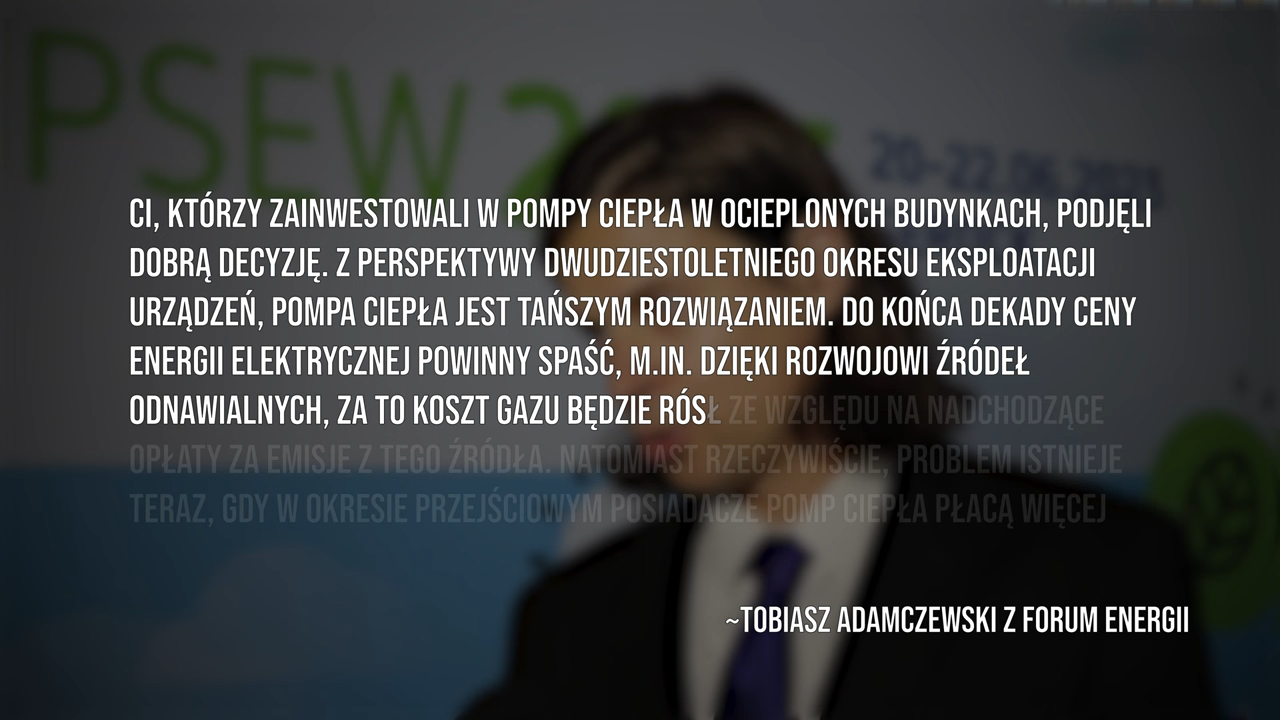 PSEW 2
20-22.06.2023
CI, KTÓRZY ZAINWESTOWALI W POMPY CIEPŁA W OCIEPLONYCH BUDYNKACH, PODJĘLI
DOBRĄ DECYZJĘ. Z PERSPEKTYWY DWUDZIESTOLETNIEGO OKRESU EKSPLOATACJI
URZĄDZEŃ, POMPA CIEPŁA JEST TAŃSZYM ROZWIĄZANIEM. DO KOŃCA DEKADY CENY
ENERGII ELEKTRYCZNEJ POWINNY SPAŚĆ, M.IN. DZIĘKI ROZWOJOWI ŹRÓDEŁ
ODNAWIALNYCH, ZA TO KOSZT GAZU BĘDZIE RÓSŁ ZE WZGLĘDU NA NADCHODZĄCE
OPŁATY ZA EMISJE Z TEGO ŹRÓDŁA. NATOMIAST RZECZYWIŚCIE, PROBLEM ISTNIEJE
TERAZ, GDY W OKRESIE PRZEJŚCIOWYM POSIADACZE POMP CIEPŁA PŁACĄ WIĘCEJ
~TOBIASZ ADAMCZEWSKI Z FORUM ENERGII